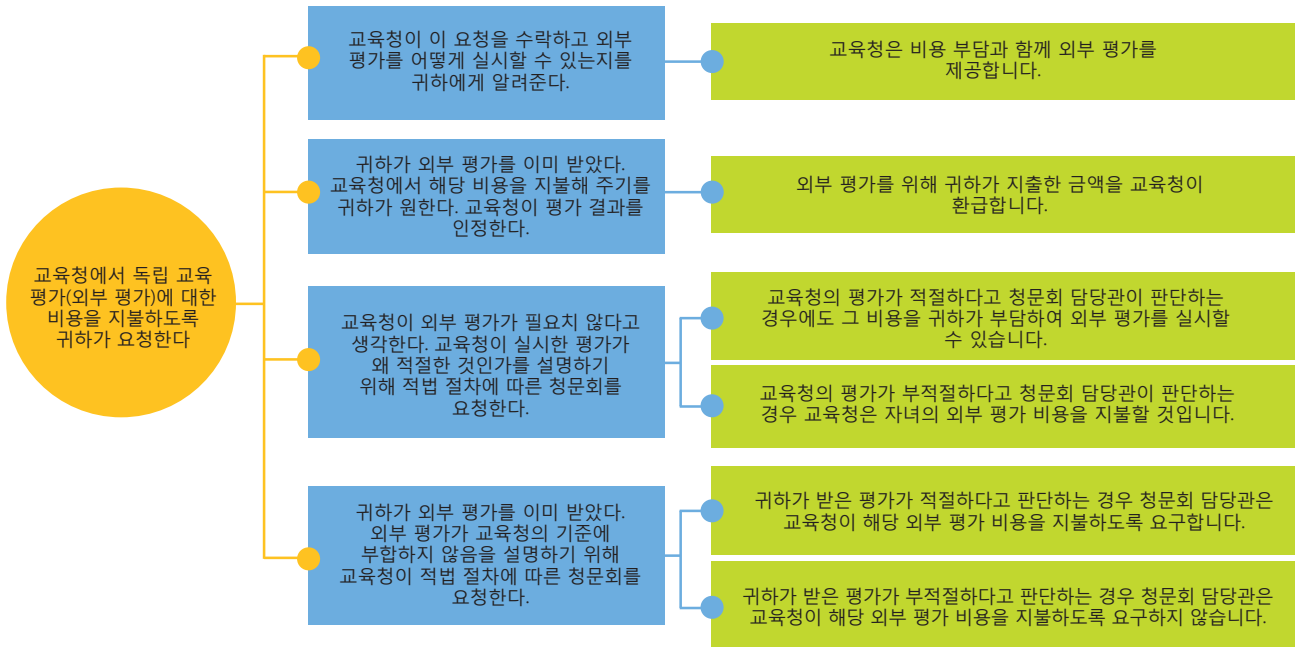 교육청에서 독립 교육
평가(외부 평가)에 대한
비용을 지불하도록
귀하가 요청한다
교육청이 이 요청을 수락하고 외부
평가를 어떻게 실시할 수 있는지를
귀하에게 알려준다.
교육청은 비용 부담과 함께 외부 평가를
제공합니다.
귀하가 외부 평가를 이미 받았다.
교육청에서 해당 비용을 지불해 주기를
귀하가 원한다. 교육청이 평가 결과를
인정한다.
외부 평가를 위해 귀하가 지출한 금액을 교육청이
환급합니다.
교육청이 외부 평가가 필요치 않다고
생각한다. 교육청이 실시한 평가가
왜 적절한 것인가를 설명하기
위해 적법 절차에 따른 청문회를
요청한다.
교육청의 평가가 적절하다고 청문회 담당관이 판단하는
경우에도 그 비용을 귀하가 부담하여 외부 평가를 실시할
수 있습니다.
교육청의 평가가 부적절하다고 청문회 담당관이 판단하는
경우 교육청은 자녀의 외부 평가 비용을 지불할 것입니다.
귀하가 외부 평가를 이미 받았다.
외부 평가가 교육청의 기준에
부합하지 않음을 설명하기 위해
교육청이 적법 절차에 따른 청문회를
요청한다.
귀하가 받은 평가가 적절하다고 판단하는 경우 청문회 담당관은
교육청이 해당 외부 평가 비용을 지불하도록 요구합니다.
귀하가 받은 평가가 부적절하다고 판단하는 경우 청문회 담당관은
교육청이 해당 외부 평가 비용을 지불하도록 요구하지 않습니다.